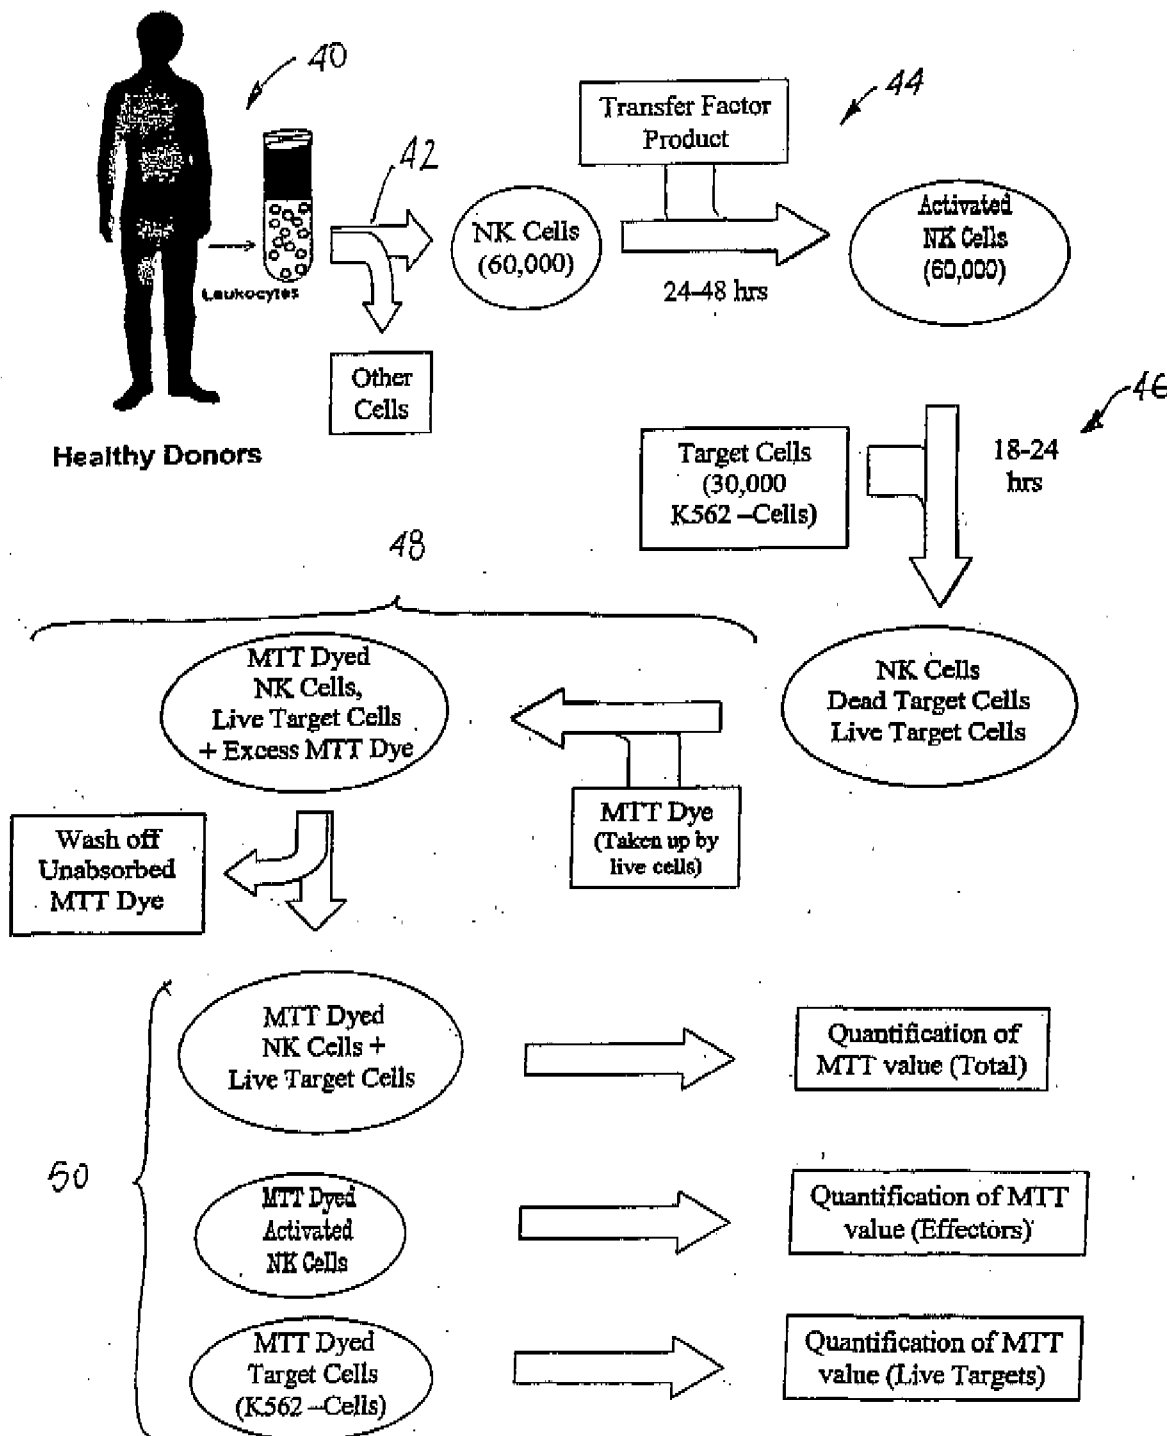 40
Transfer Factor
Product
44
42
NK Cells
(60,000)
Activated
NK Cells
(60,000)
24-48 hrs
Leukocytes
Other
Cells
Healthy Donors
46
Target Cells
(30,000
K562 –Cells)
18-24
hrs
48
MTT Dyed
NK Cells,
Live Target Cells
+ Excess MTT Dye
NK Cells
Dead Target Cells
Live Target Cells
MTT Dye
(Taken up by
live cells)
Wash off
Unabsorbed
MTT Dye
50
MTT Dyed
NK Cells +
Live Target Cells
Quantification of
MTT value (Total)
MTT Dyed
Activated
NK Cells
Quantification of MTT
value (Effectors)
MTT Dyed
Target Cells
(K562 –Cells)
Quantification of MTT
value (Live Targets)